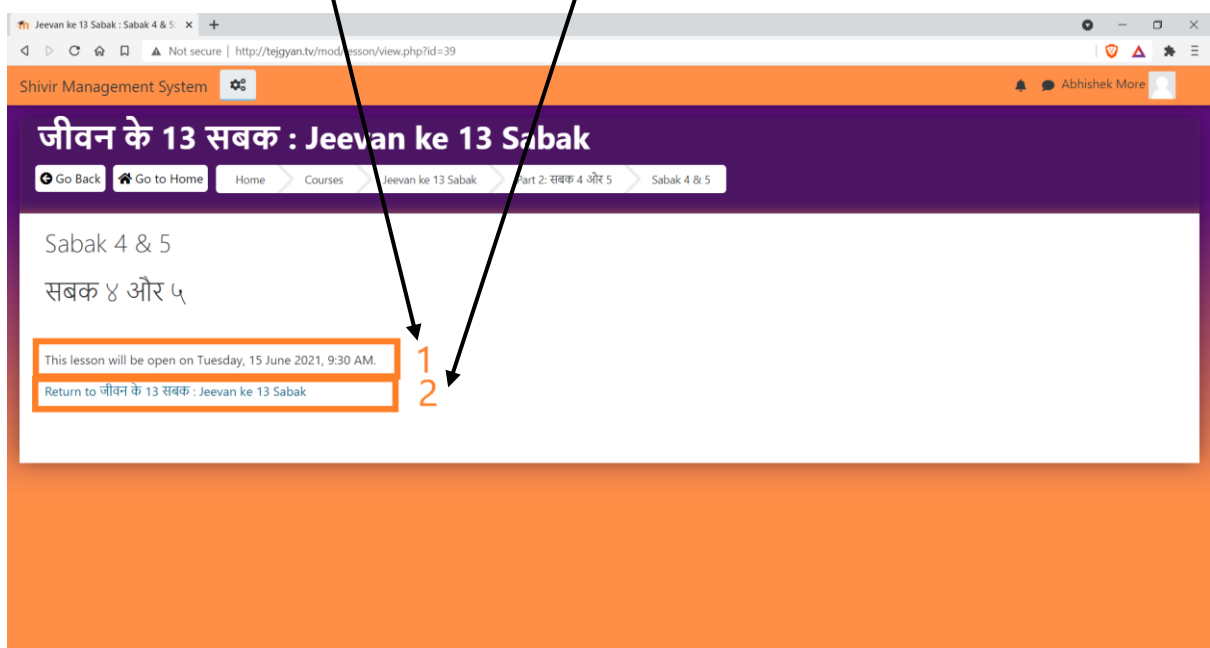 Jeevan ke 13 Sabak : Sabak 4 & 5:
Not secure | http://tejgyan.tv/mod/lesson/view.php?id=39
Shivir Management System
Abhishek More
जीवन के 13 सबक : Jeevan ke 13 Sabak
Go Back Go to Home Home Courses Jeevan ke 13 Sabak Part 2: सबक 4 और 5 Sabak 4 & 5
Sabak 4 & 5
सबक ४ और ५
This lesson will be open on Tuesday, 15 June 2021, 9:30 AM.
1
Return to जीवन के 13 सबक : Jeevan ke 13 Sabak
2